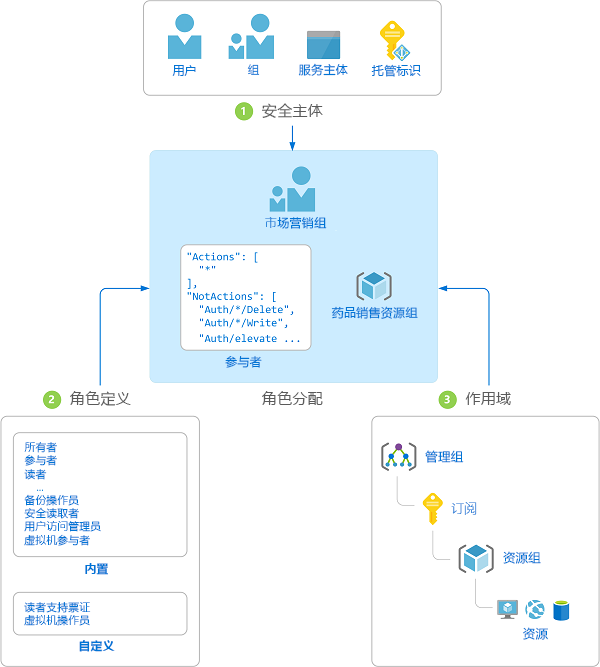 用户
组
服务主体
托管标识
1 安全主体
市场营销组
"Actions": [
"*"
],
"NotActions": [
"Auth/*/Delete",
"Auth/*/Write",
"Auth/elevate ...
参与者
药品销售资源组
角色分配
2 角色定义
所有者
参与者
读者
...
备份操作员
安全读取者
用户访问管理员
虚拟机参与者
内置
读者支持票证
虚拟机操作员
自定义
3 作用域
管理组
订阅
资源组
资源